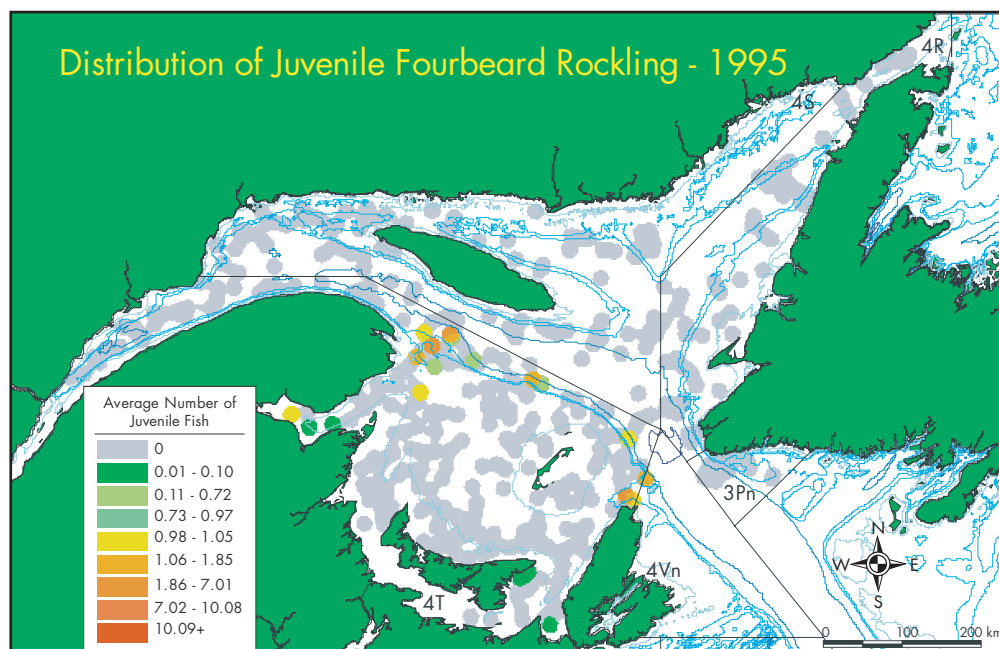 Distribution of Juvenile Fourbeard Rockling - 1995
4R
4S
3Pn
4Vn
4T
Average Number of
Juvenile Fish
0
0.01 - 0.10
0.11 - 0.72
0.73 - 0.97
0.98 - 1.05
1.06 - 1.85
1.86 - 7.01
7.02 - 10.08
10.09+
N
W
E
S
0 100 200 km